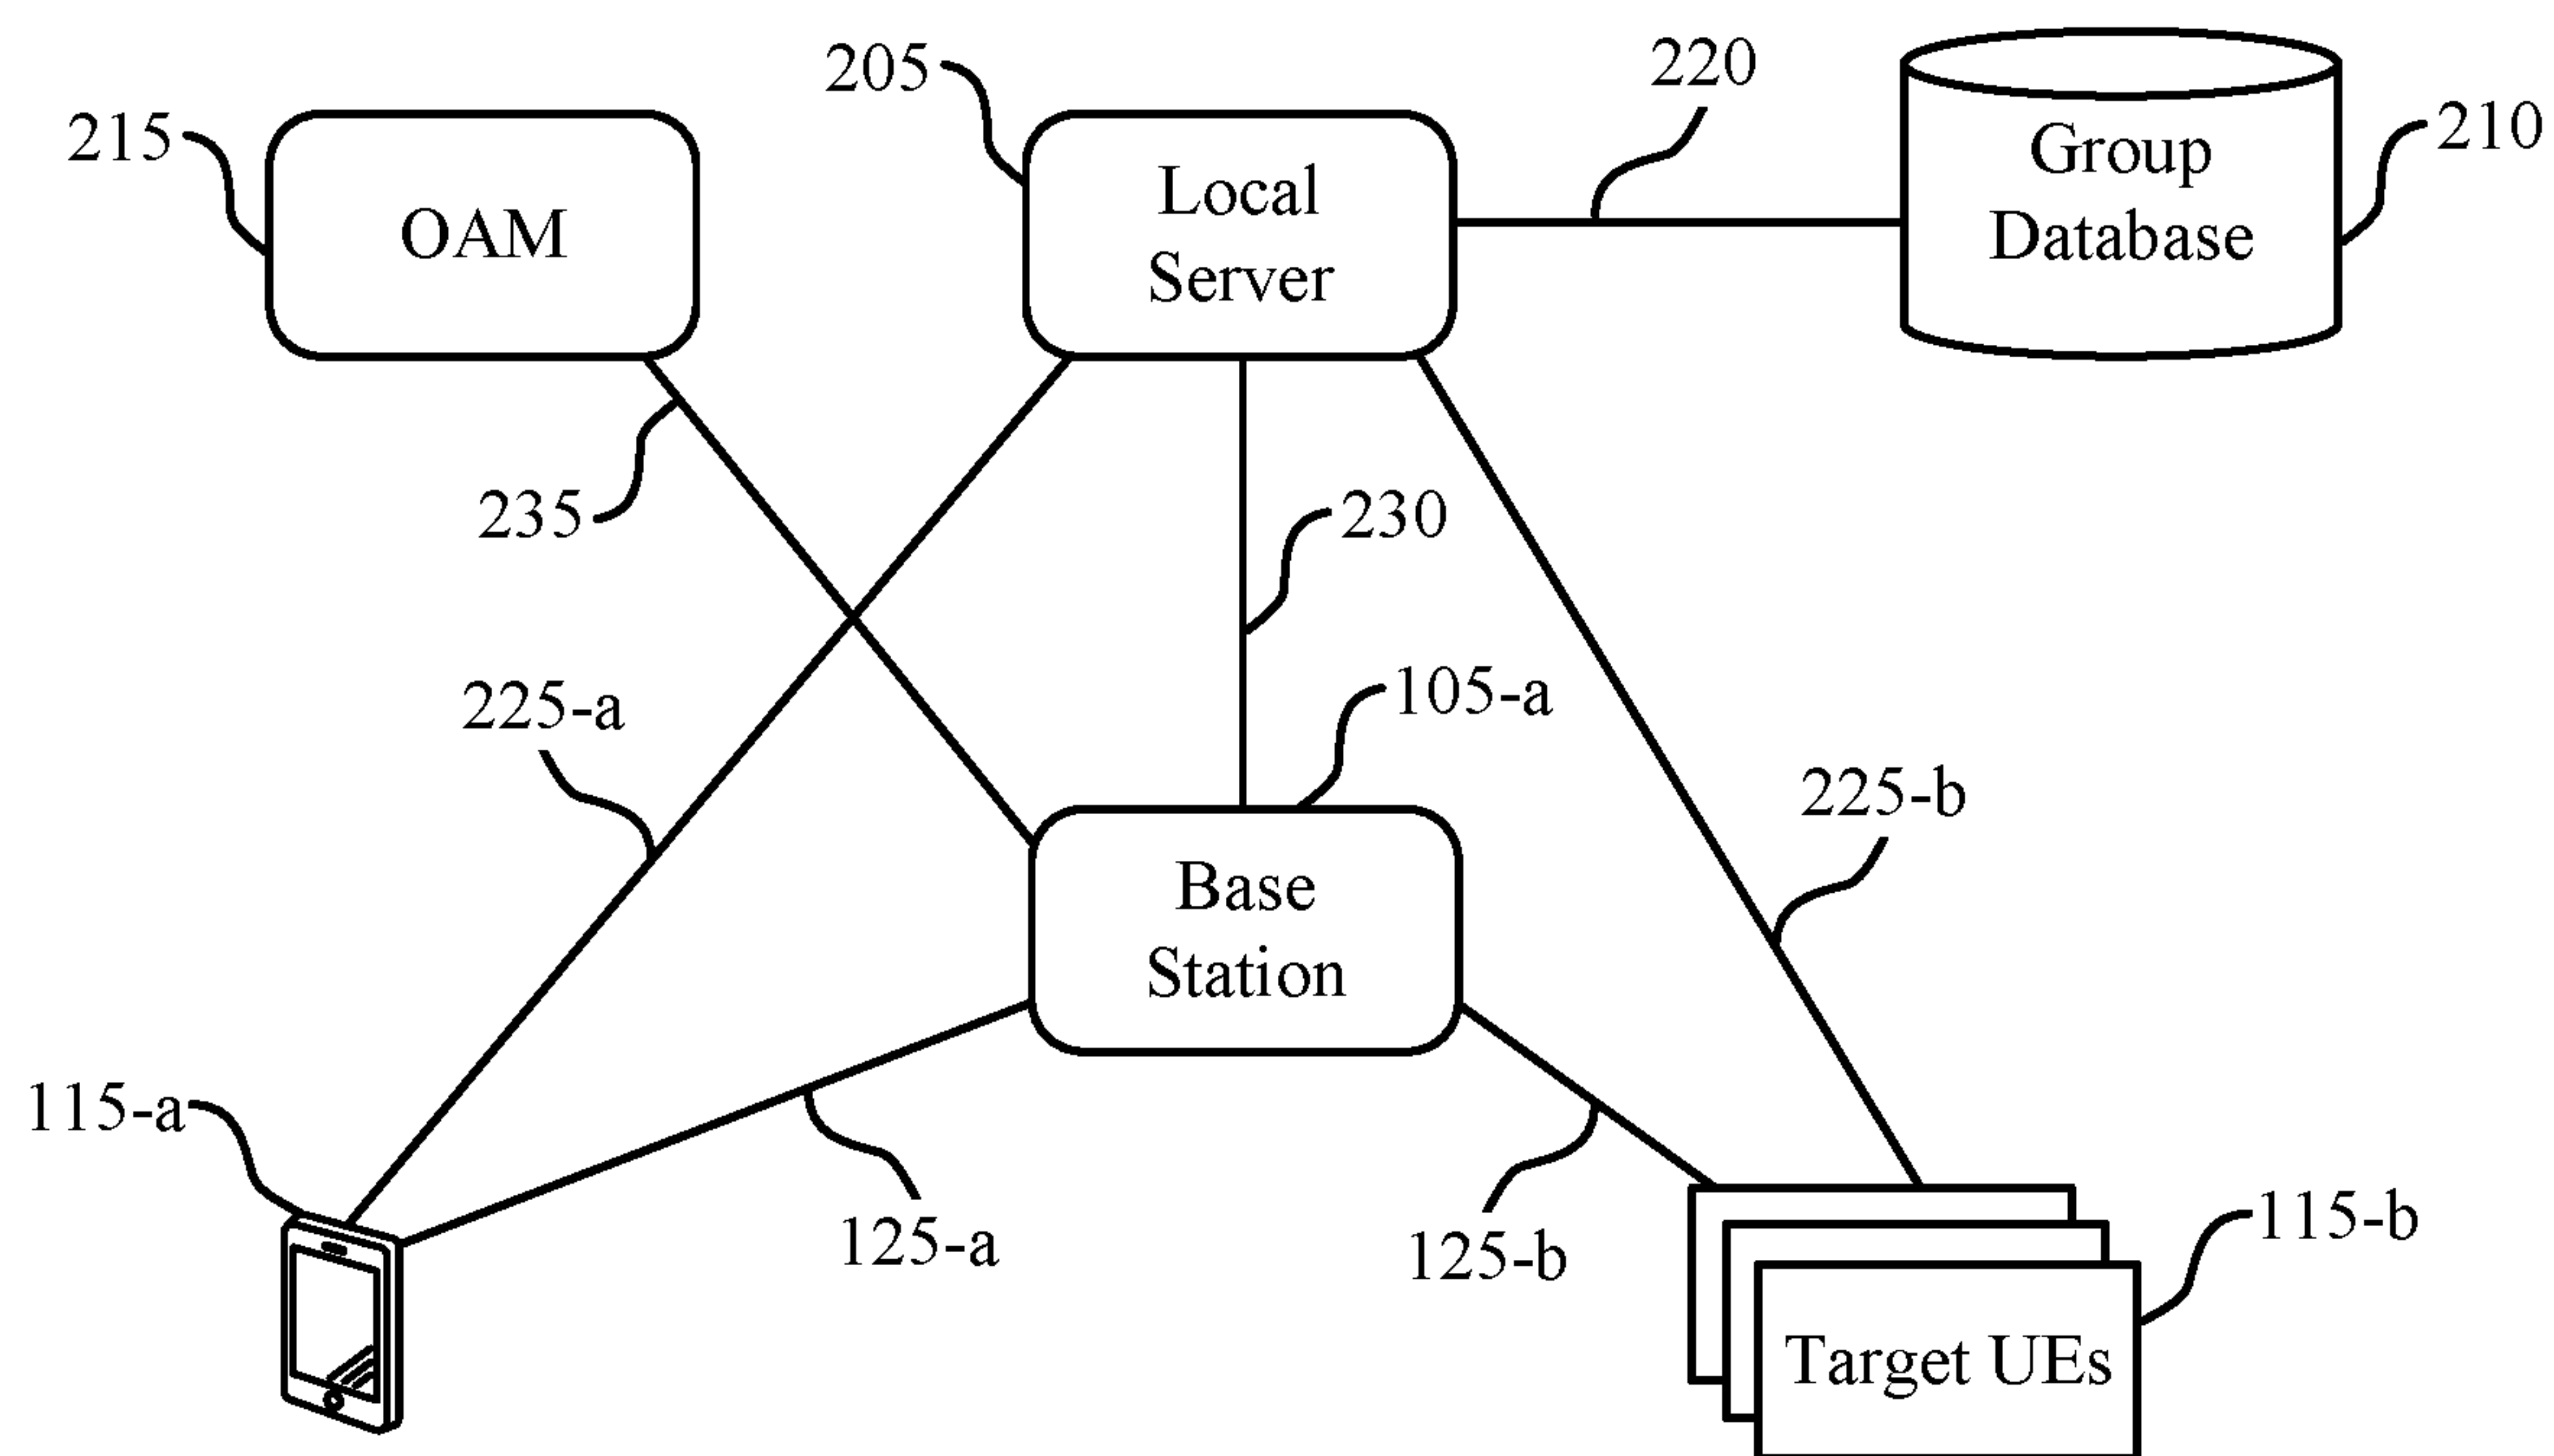 205
220
215
OAM
Local
Server
Group
Database
210
235
230
225-a
105-a
225-b
Base
Station
115-a
125-a
125-b
115-b
Target UEs